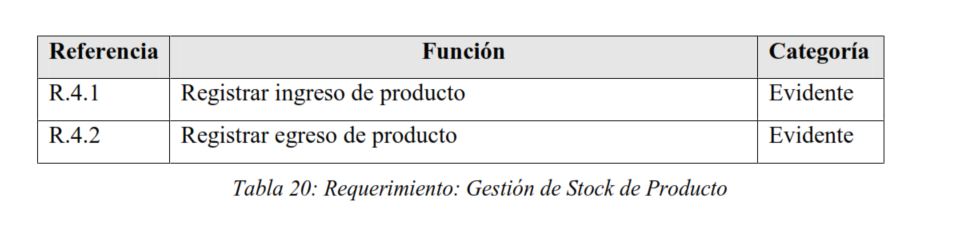 Referencia Función Categoría
R.4.1 Registrar ingreso de producto Evidente
R.4.2 Registrar egreso de producto Evidente
Tabla 20: Requerimiento: Gestión de Stock de Producto